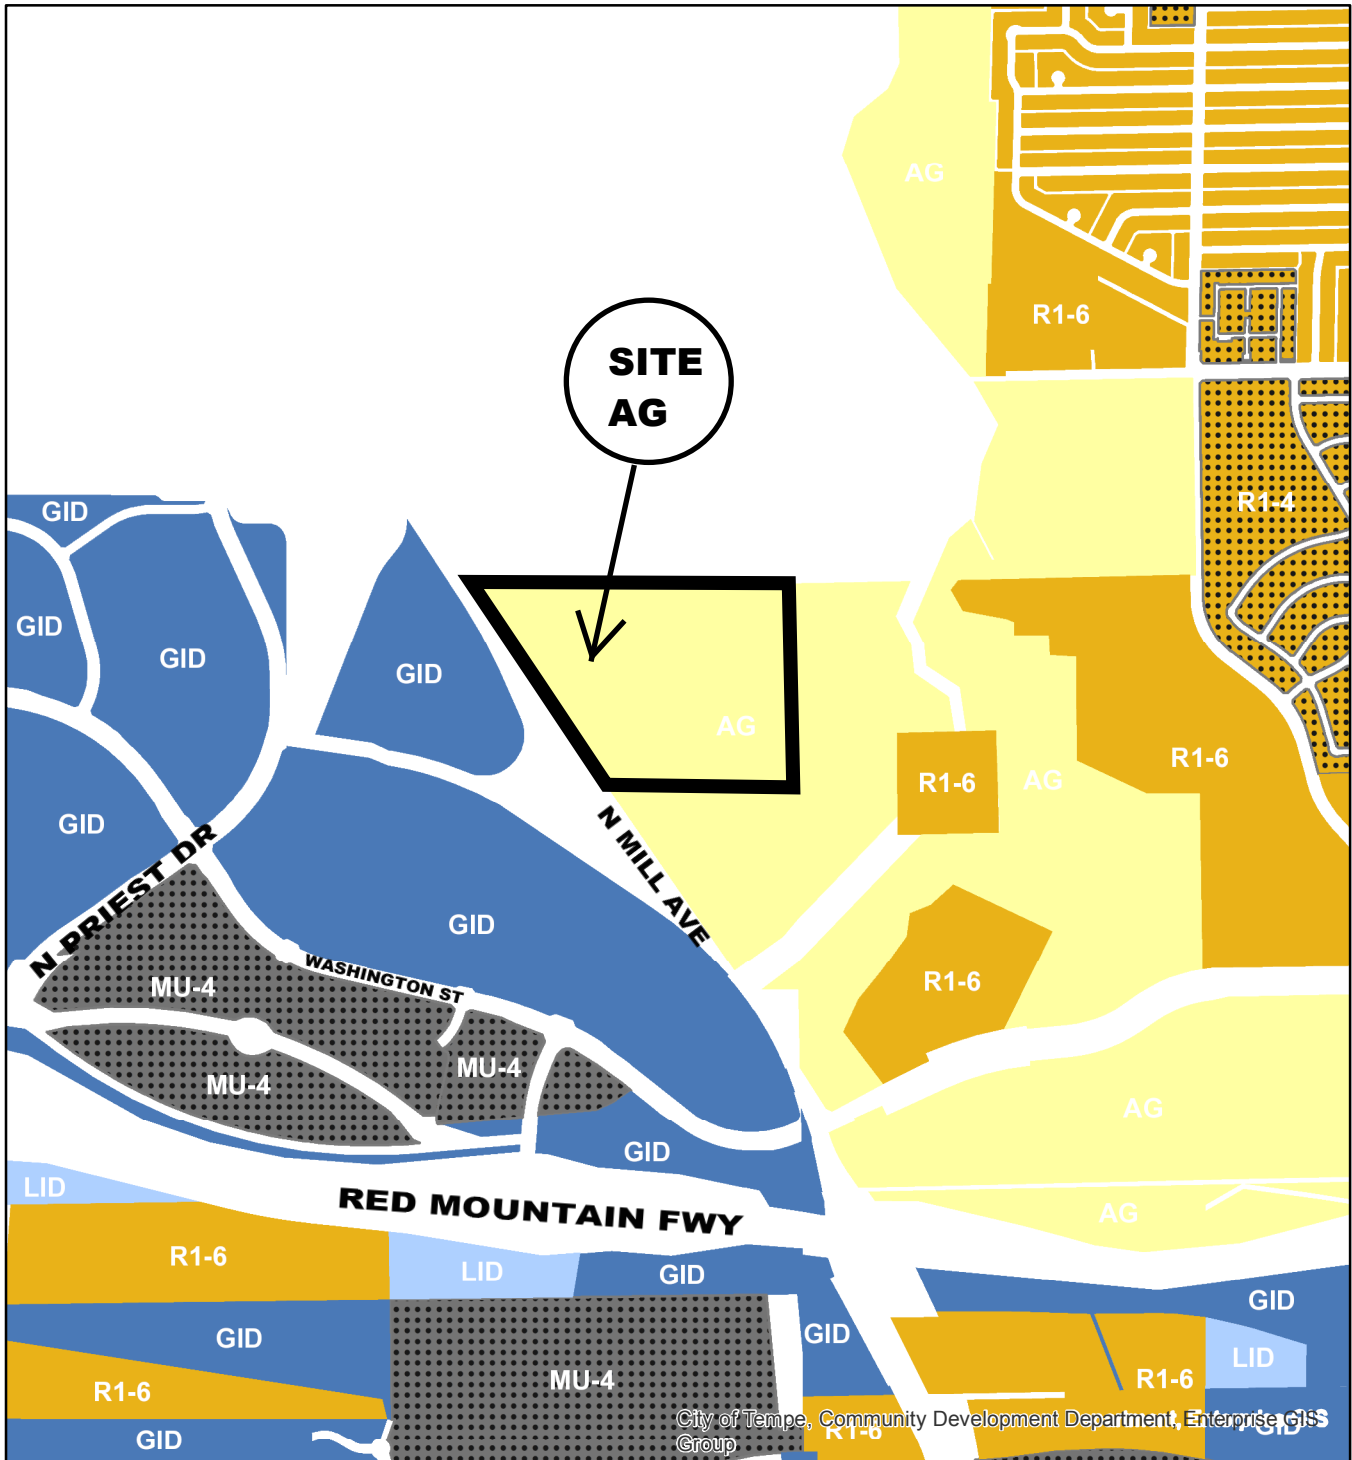 AG
R1-6
SITE
AG
R1-4
GID
GID
GID
GID
AG
R1-6
R1-6
AG
GID
N MILL AVE
N PRIEST DR
GID
WASHINGTON ST
R1-6
MU-4
MU-4
MU-4
AG
GID
LID
RED MOUNTAIN FWY
AG
R1-6
LID
GID
GID
GID
GID
LID
MU-4
R1-6
R1-6
City of Tempe, Community Development Department, Enterprise GIS
Group
R1-6
GID
GID